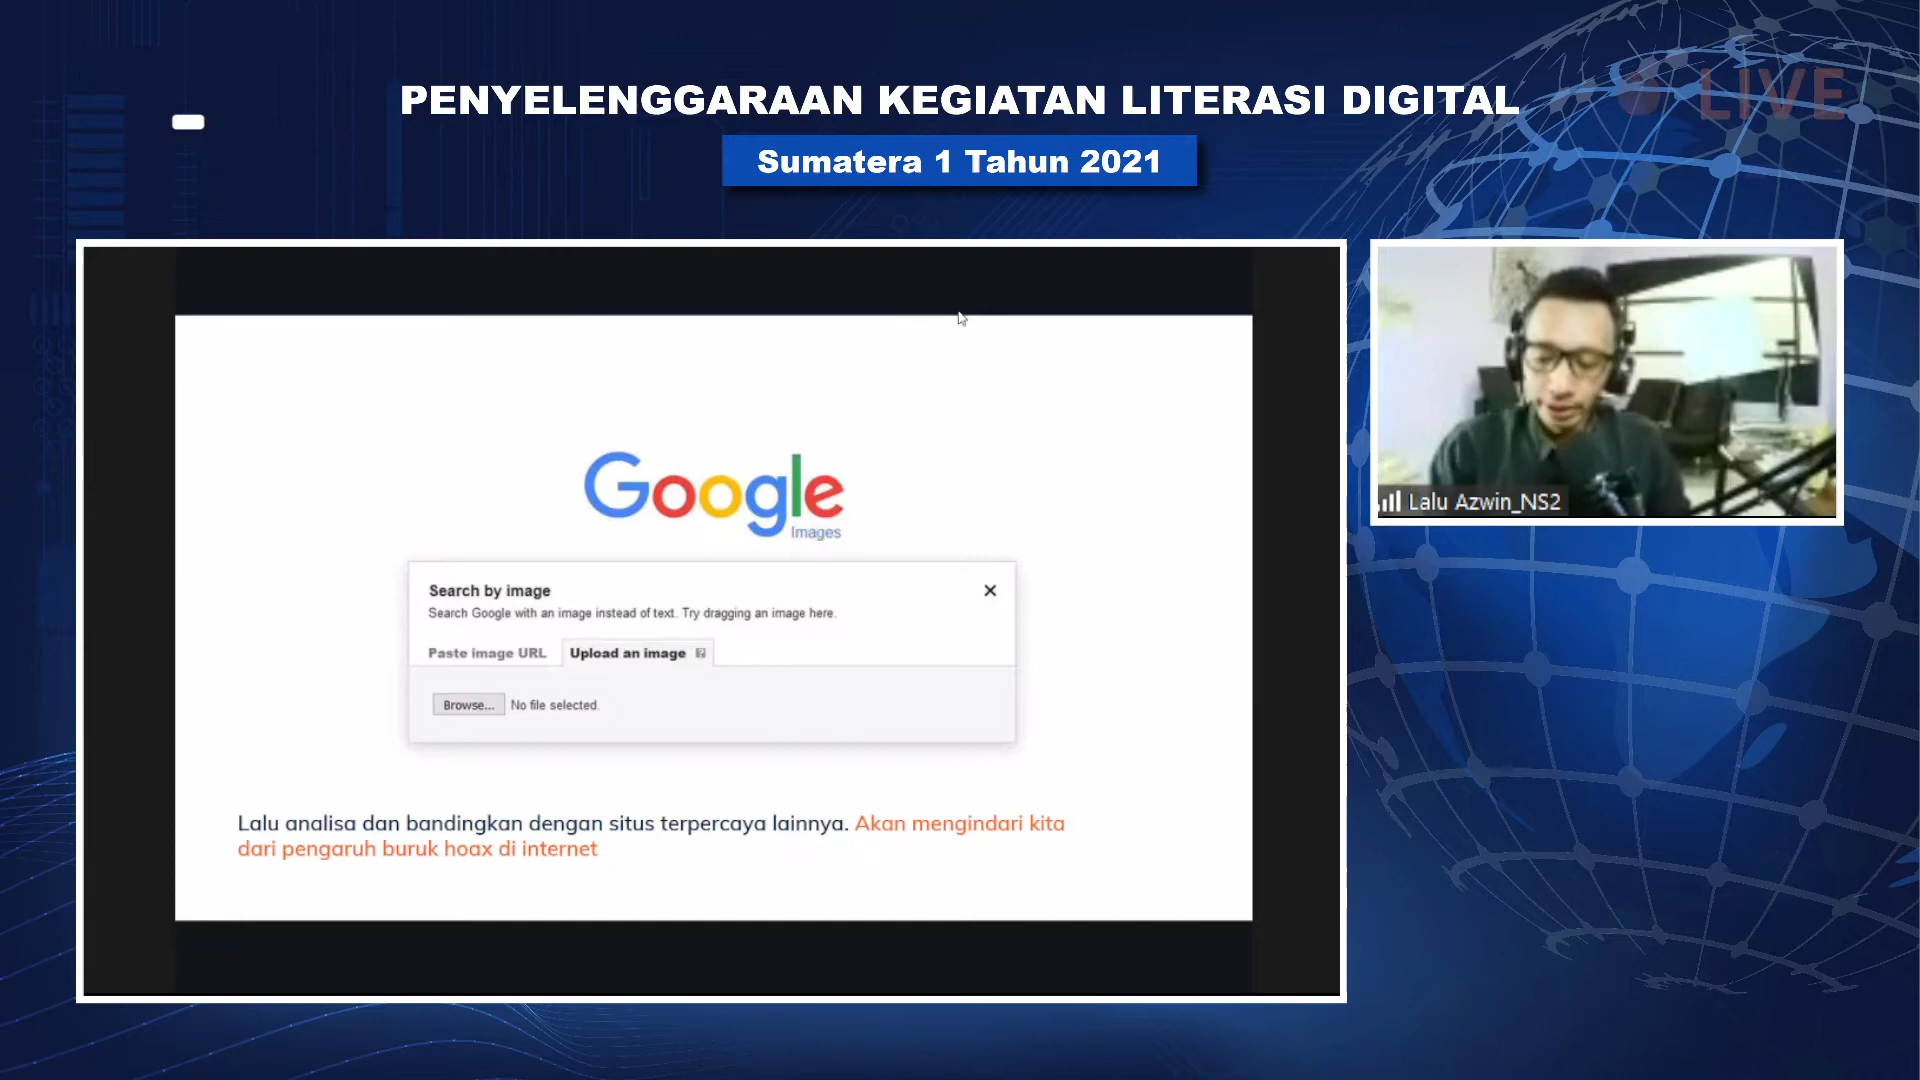 PENYELENGGARAAN KEGIATAN LITERASI DIGITAL
LIVE
Sumatera 1 Tahun 2021
Google
Images
Search by image
Search Google with an image instead of text. Try dragging an image here.
Paste image URL
Upload an image
Browse...
No file selected.
Lalu analisa dan bandingkan dengan situs terpercaya lainnya. Akan mengindari kita
dari pengaruh buruk hoax di internet
Lalu Azwin_NS2